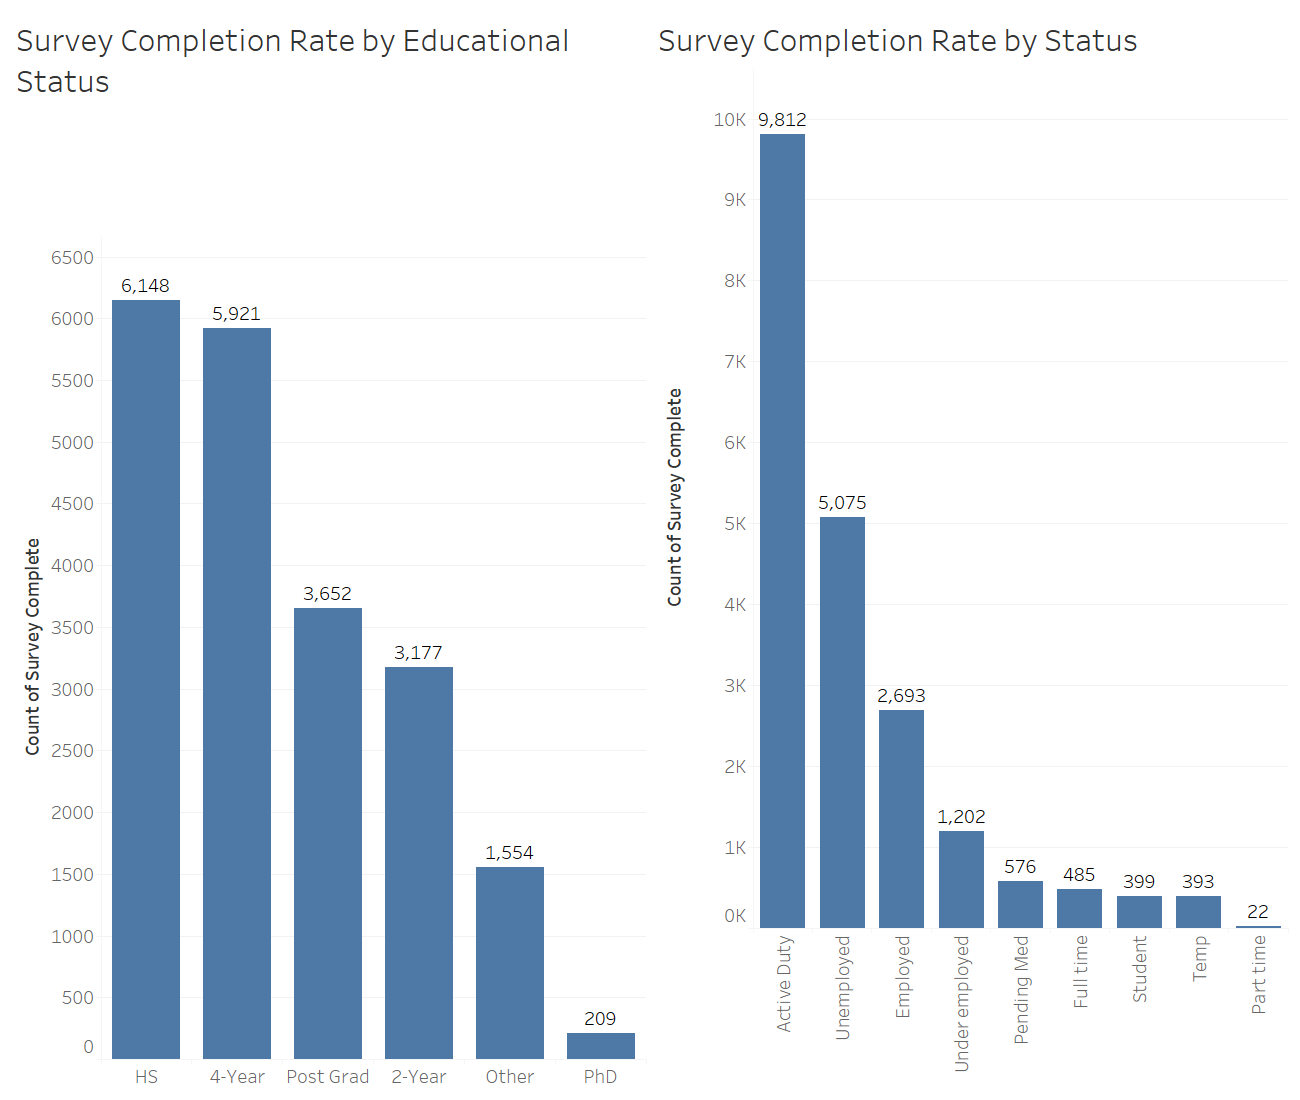 Survey Completion Rate by Educational
Status
6500
6000
5500
5000
4500
4000
3500
3000
2500
2000
1500
1000
500
0
Count of Survey Complete
6,148
5,921
3,652
3,177
1,554
209
HS
4-Year
Post Grad
2-Year
Other
PhD
Survey Completion Rate by Status
10K
9K
8K
7K
6K
5K
4K
3K
2K
1K
0K
Count of Survey Complete
9,812
5,075
2,693
1,202
576
485
399
393
22
Active Duty
Unemployed
Employed
Under employed
Pending Med
Full time
Student
Temp
Part time